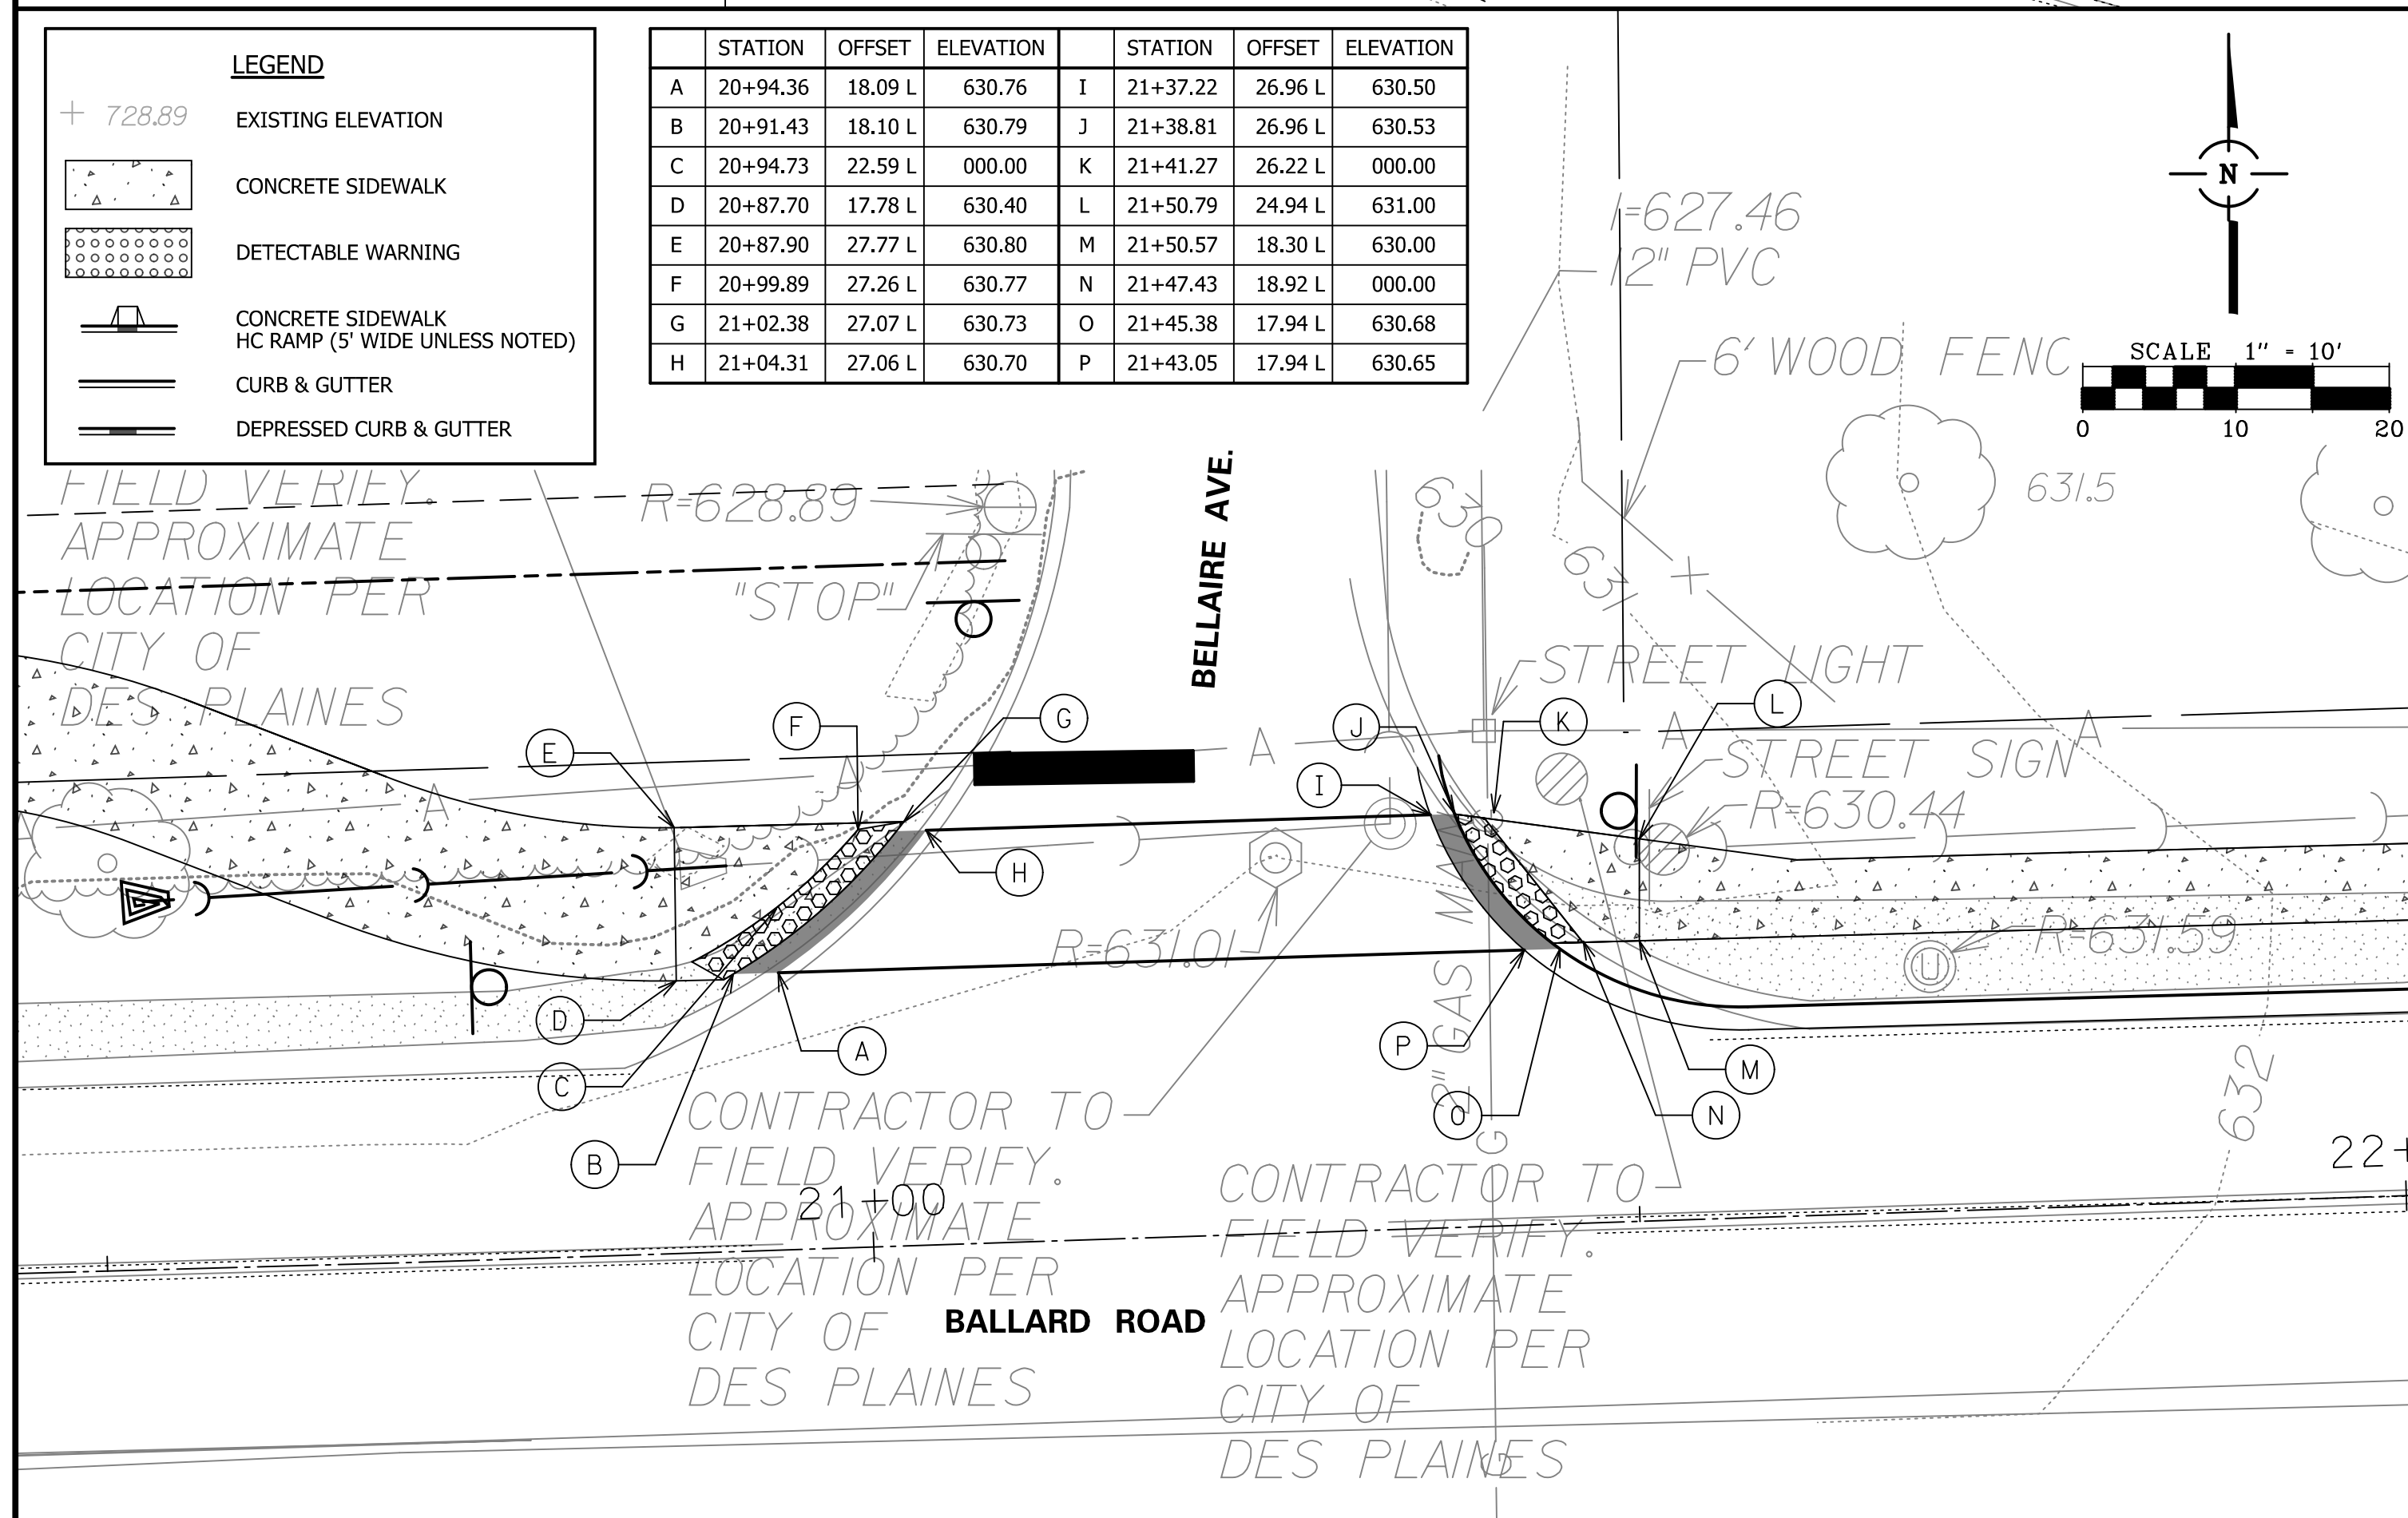 LEGEND
+ 728.89 EXISTING ELEVATION
CONCRETE SIDEWALK
DETECTABLE WARNING
CONCRETE SIDEWALK
HC RAMP (5' WIDE UNLESS NOTED)
CURB & GUTTER
DEPRESSED CURB & GUTTER
STATION OFFSET ELEVATION STATION OFFSET ELEVATION
A 20+94.36 18.09 L 630.76 I 21+37.22 26.96 L 630.50
B 20+91.43 18.10 L 630.79 J 21+38.81 26.96 L 630.53
C 20+94.73 22.59 L 000.00 K 21+41.27 26.22 L 000.00
D 20+87.70 17.78 L 630.40 L 21+50.79 24.94 L 631.00
E 20+87.90 27.77 L 630.80 M 21+50.57 18.30 L 630.00
F 20+99.89 27.26 L 630.77 N 21+47.43 18.92 L 000.00
G 21+02.38 27.07 L 630.73 O 21+45.38 17.94 L 630.68
H 21+04.31 27.06 L 630.70 P 21+43.05 17.94 L 630.65
N
SCALE 1" = 10'
0 10 20
I=627.46
12" PVC
6' WOOD FENC
631.5
630
631
FIELD VERIFY.
APPROXIMATE
LOCATION PER
CITY OF
DES PLAINES
R=628.89
"STOP"
BELLAIRE AVE.
STREET LIGHT
STREET SIGN
R=630.44
R=631.01
R=631.59
U
E
F
G
H
J
K
L
I
D
C
B
A
P
O
N
M
A
A
A
A
A
GAS
G
G
632
22+
21+00
CONTRACTOR TO
FIELD VERIFY.
APPROXIMATE
LOCATION PER
CITY OF
DES PLAINES
CONTRACTOR TO
FIELD VERIFY.
APPROXIMATE
LOCATION PER
CITY OF
DES PLAINES
BALLARD ROAD